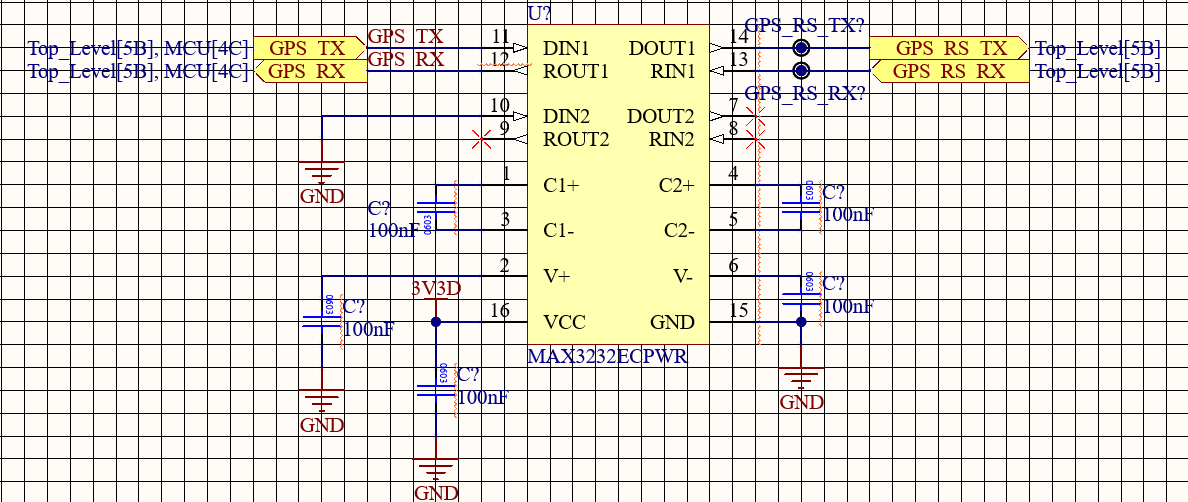 U?
GPS_RS_TX?
Top_Level[5B], MCU[4C] GPS_TX GPS_TX 11 DIN1 DOUT1 14 GPS_RS_TX Top_Level[5B]
Top_Level[5B], MCU[4C] GPS_RX GPS_RX 12 ROUT1 RIN1 13 GPS_RS_RX Top_Level[5B]
GPS_RS_RX?
10 DIN2 DOUT2 7
9 ROUT2 RIN2 8
GND
1 C1+ C2+ 4
C? 0603 0603 C?
100nF 100nF
3 C1- C2- 5
2 V+ V- 6
3V3D
0603 C? 0603 C?
100nF 100nF
16 VCC GND 15
MAX3232ECPWR
0603 C?
100nF
GND
GND
GND